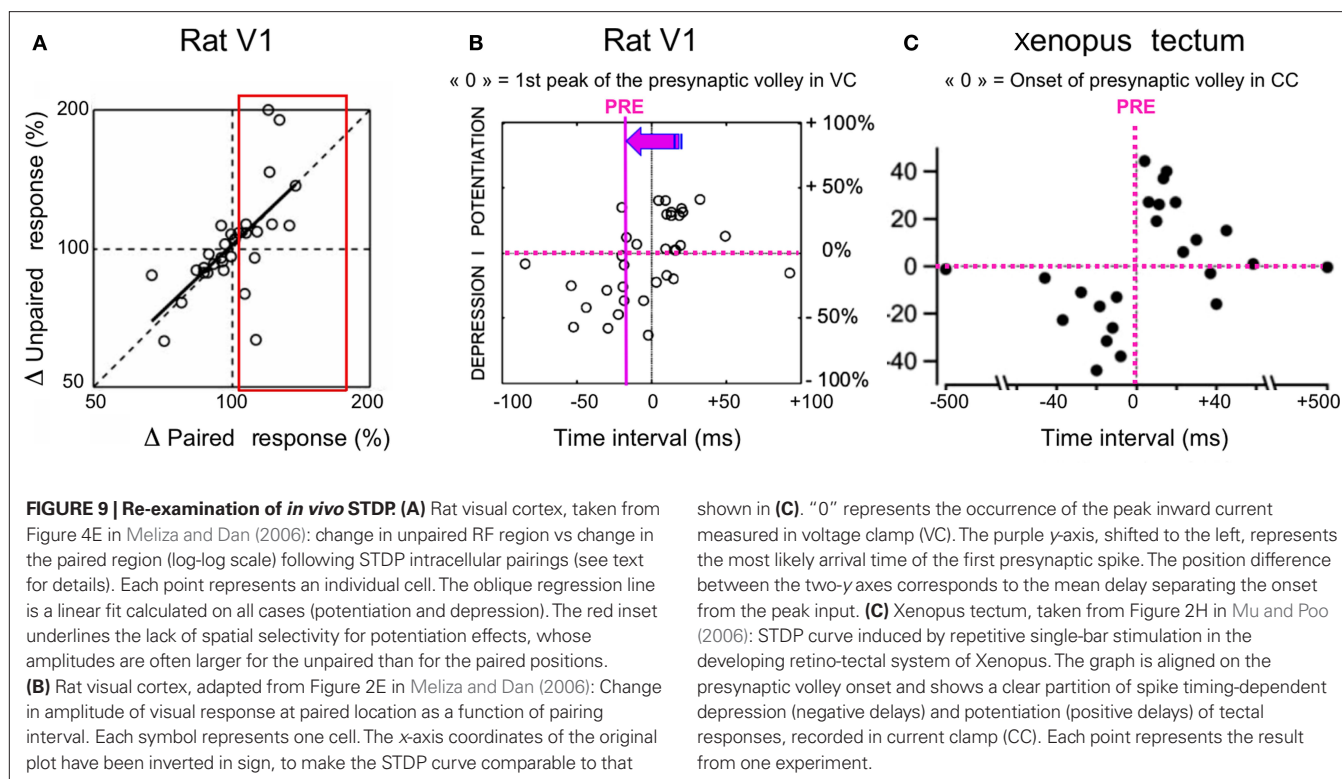 A
Rat V1
200
100
50
Δ Unpaired response (%)
50
100
200
Δ Paired response (%)
B
Rat V1
« 0 » = 1st peak of the presynaptic volley in VC
PRE
DEPRESSION I POTENTIATION
+ 100%
+50%
0%
- 50%
- 100%
-100
-50
0
+50
+100
Time interval (ms)
C
Xenopus tectum
« 0 » = Onset of presynaptic volley in CC
PRE
40
20
0
-20
-40
-500
-40
0
+40
+500
Time interval (ms)
FIGURE 9 | Re-examination of in vivo STDP. (A) Rat visual cortex, taken from
Figure 4E in Meliza and Dan (2006): change in unpaired RF region vs change in
the paired region (log-log scale) following STDP intracellular pairings (see text
for details). Each point represents an individual cell. The oblique regression line
is a linear fit calculated on all cases (potentiation and depression). The red inset
underlines the lack of spatial selectivity for potentiation effects, whose
amplitudes are often larger for the unpaired than for the paired positions.
(B) Rat visual cortex, adapted from Figure 2E in Meliza and Dan (2006): Change
in amplitude of visual response at paired location as a function of pairing
interval. Each symbol represents one cell. The x-axis coordinates of the original
plot have been inverted in sign, to make the STDP curve comparable to that
shown in (C). “0” represents the occurrence of the peak inward current
measured in voltage clamp (VC). The purple y-axis, shifted to the left, represents
the most likely arrival time of the first presynaptic spike. The position difference
between the two-y axes corresponds to the mean delay separating the onset
from the peak input. (C) Xenopus tectum, taken from Figure 2H in Mu and Poo
(2006): STDP curve induced by repetitive single-bar stimulation in the
developing retino-tectal system of Xenopus. The graph is aligned on the
presynaptic volley onset and shows a clear partition of spike timing-dependent
depression (negative delays) and potentiation (positive delays) of tectal
responses, recorded in current clamp (CC). Each point represents the result
from one experiment.